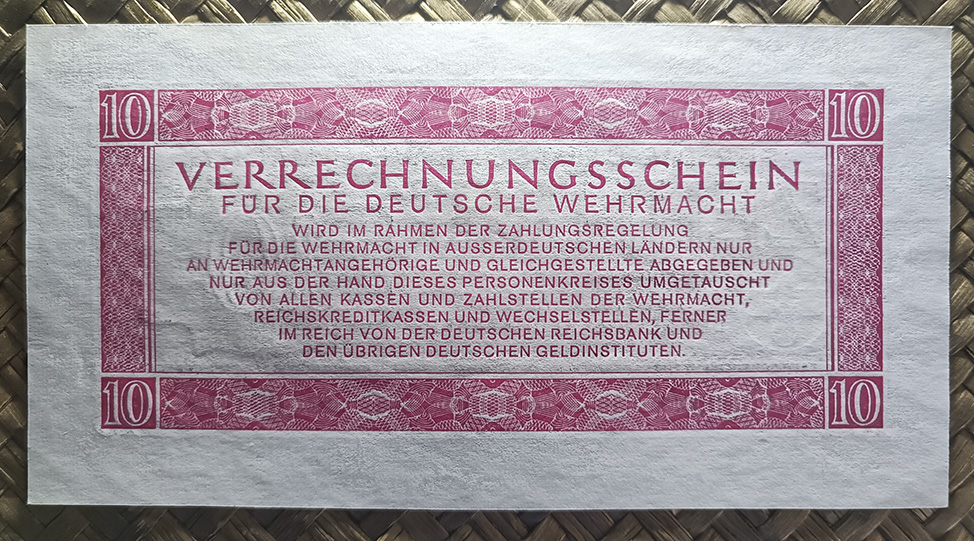 10 10
VERRECHNUNGSSCHEIN
FÜR DIE DEUTSCHE WEHRMACHT
WIRD IM RAHMEN DER ZAHLUNGSREGELUNG
FÜR DIE WEHRMACHT IN AUSSERDEUTSCHEN LÄNDERN NUR
AN WEHRMACHTANGEHÖRIGE UND GLEICHGESTELLTE ABGEGEBEN UND
NUR AUS DER HAND DIESES PERSONENKREISES UMGETAUSCHT
VON ALLEN KASSEN UND ZAHLSTELLEN DER WEHRMACHT,
REICHSKREDITKASSEN UND WECHSELSTELLEN, FERNER
IM REICH VON DER DEUTSCHEN REICHSBANK UND
DEN ÜBRIGEN DEUTSCHEN GELDINSTITUTEN.
10 10